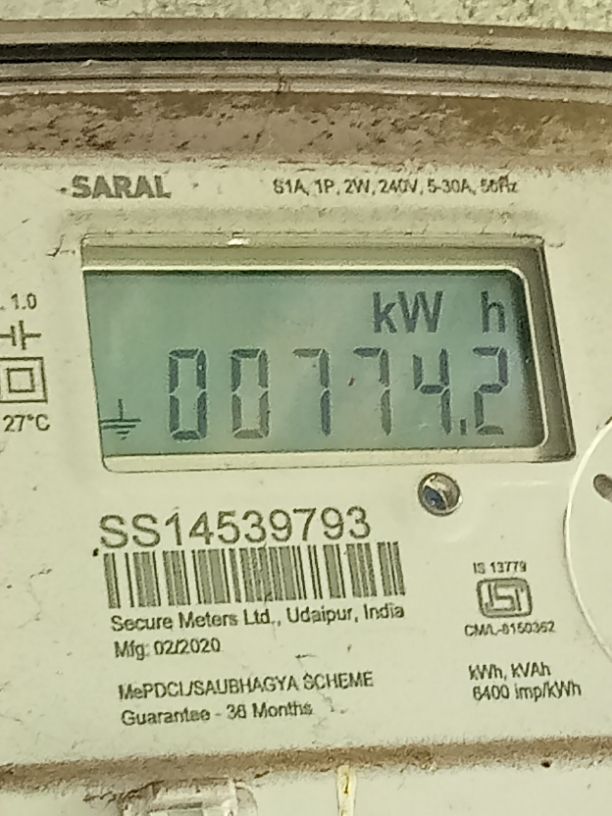 SARAL
S1A, 1P, 2W, 240V, 5-30A, 50Hz
1.0
27°C
kW h
00774.2
SS14539793
Secure Meters Ltd., Udaipur, India
Mfg: 02/2020
MePDCL/SAUBHAGYA SCHEME
Guarantee - 36 Months
IS 13779
ISI
CM/L-8150362
kWh, kVAh
6400 imp/kWh